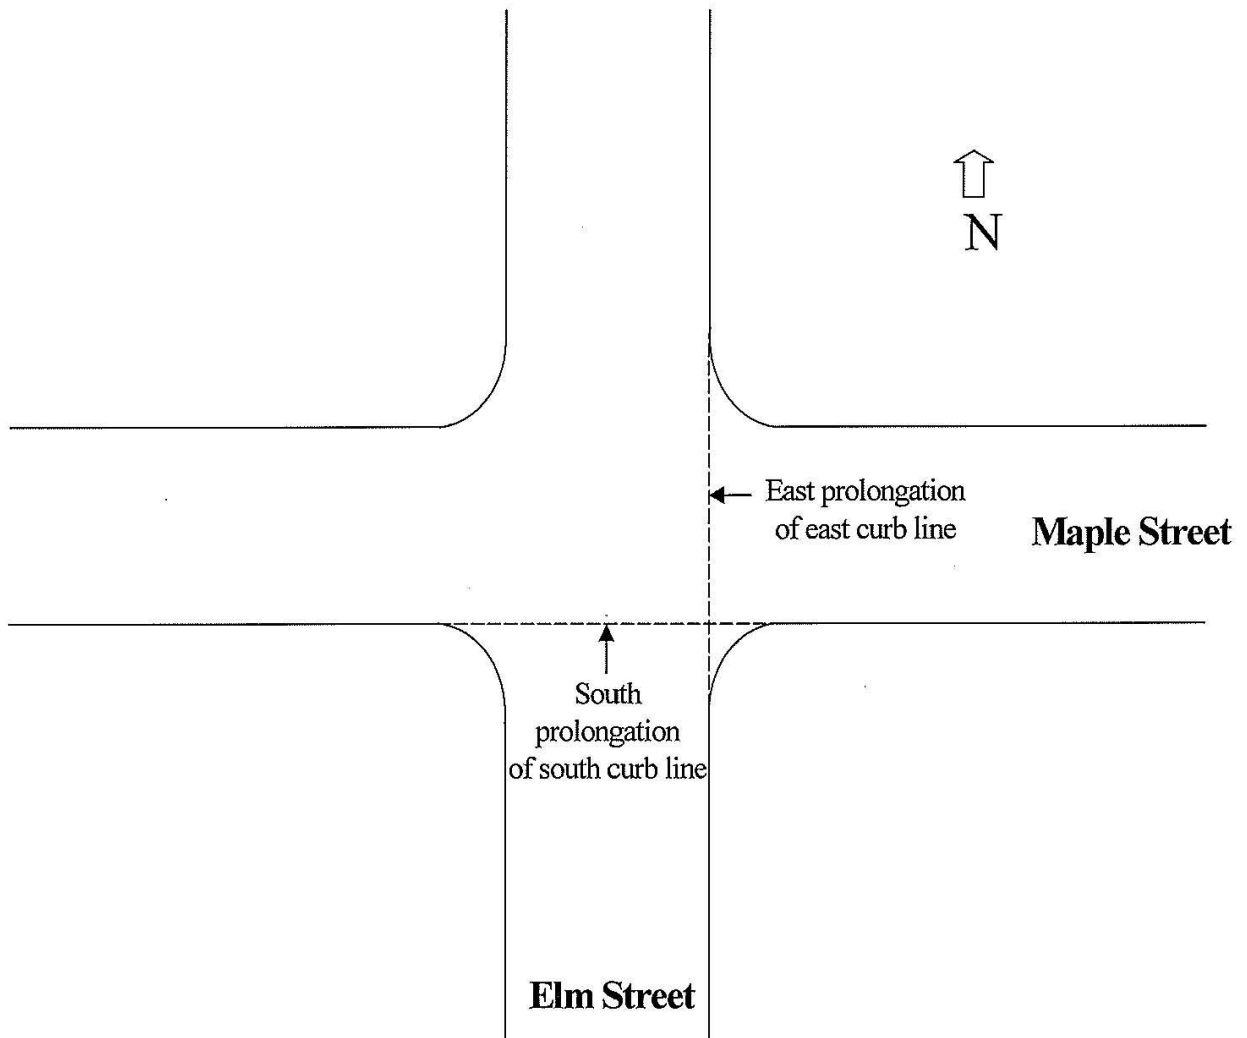 N
East prolongation
of east curb line
Maple Street
South
prolongation
of south curb line
Elm Street